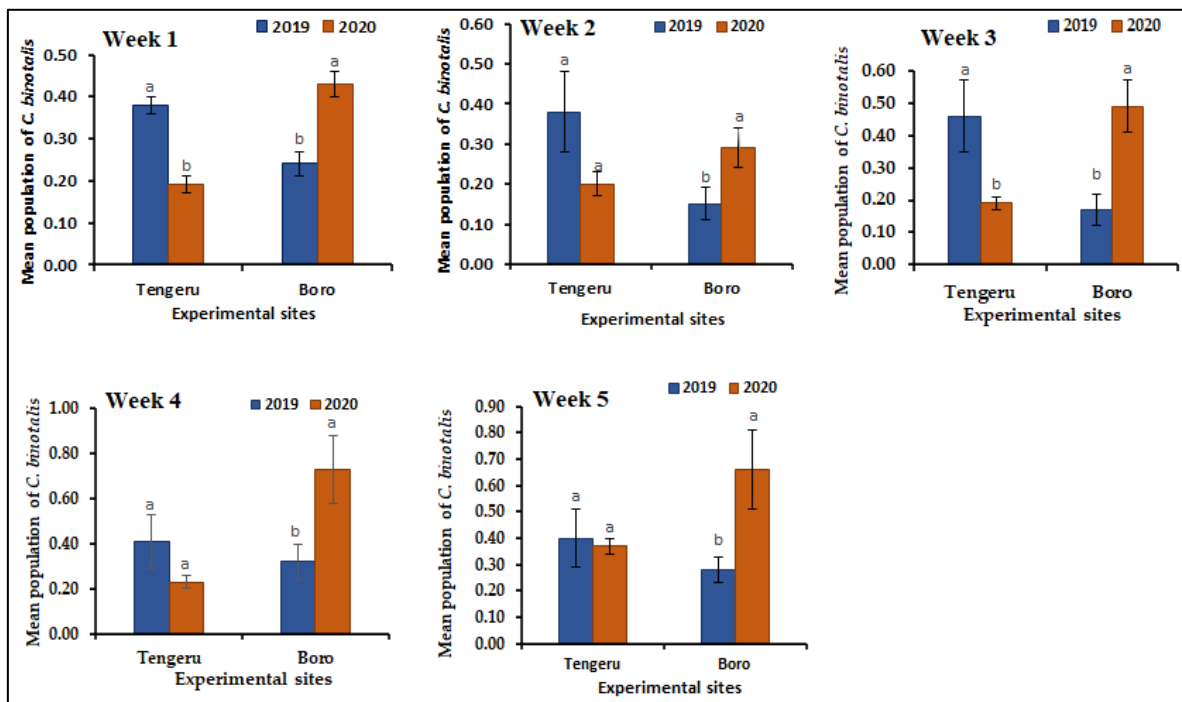 Week 1
2019 2020
Mean population of C. binotalis
0.50
0.40
0.30
0.20
0.10
0.00
a
b
b
a
Tengeru Boro
Experimental sites
Week 2
2019 2020
Mean population of C. binotalis
0.60
0.50
0.40
0.30
0.20
0.10
0.00
a
a
b
a
Tengeru Boro
Experimental sites
Week 3
2019 2020
Mean population of C. binotalis
0.60
0.50
0.40
0.30
0.20
0.10
0.00
a
b
b
a
Tengeru Boro
Experimental sites
Week 4
2019 2020
Mean population of C. binotalis
1.00
0.80
0.60
0.40
0.20
0.00
a
a
b
a
Tengeru Boro
Experimental sites
Week 5
2019 2020
Mean population of C. binotalis
0.90
0.80
0.70
0.60
0.50
0.40
0.30
0.20
0.10
0.00
a
a
b
a
Tengeru Boro
Experimental sites